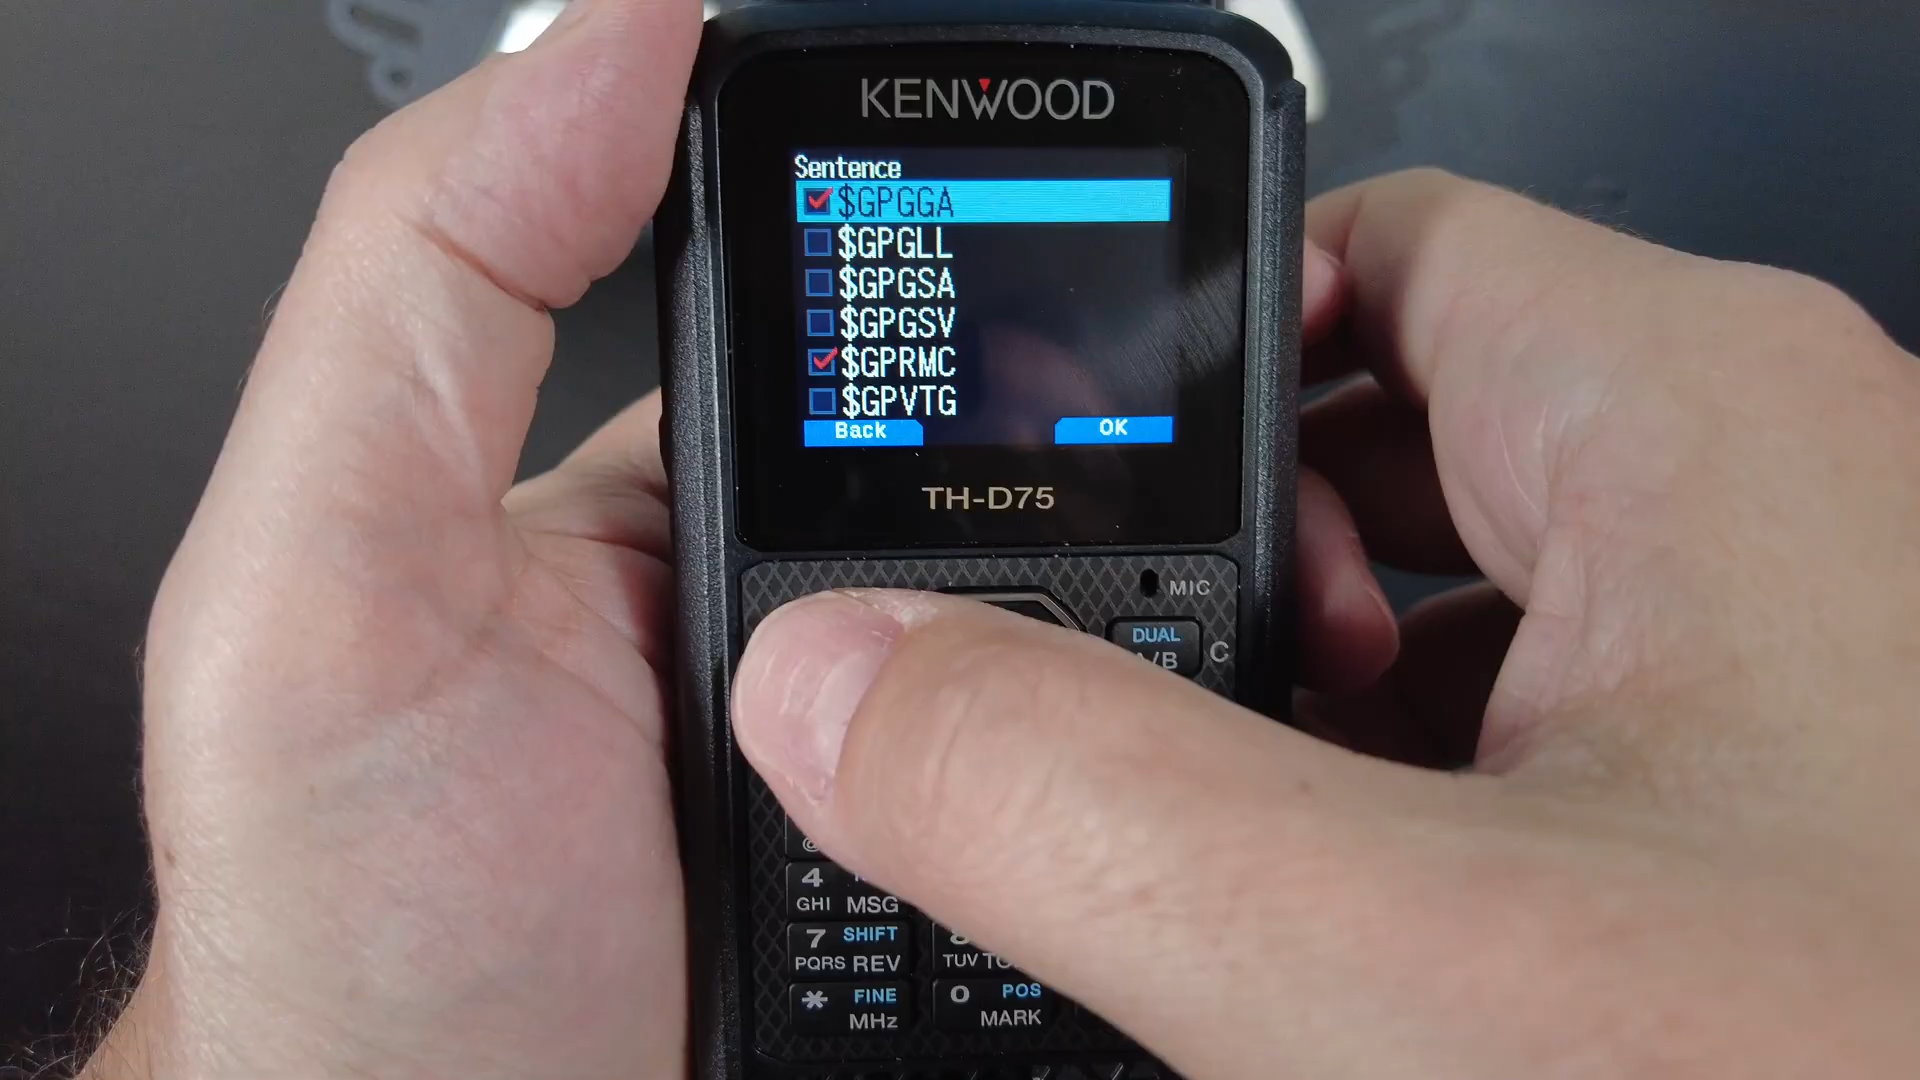 KENWOOD
Sentence
$GPGGA
$GPGLL
$GPGSA
$GPGSV
$GPRMC
$GPVTG
Back OK
TH-D75
MIC
DUAL
A/B C
4
GHI MSG
7 SHIFT
PQRS REV
TUV
* FINE
MHz
0 POS
MARK